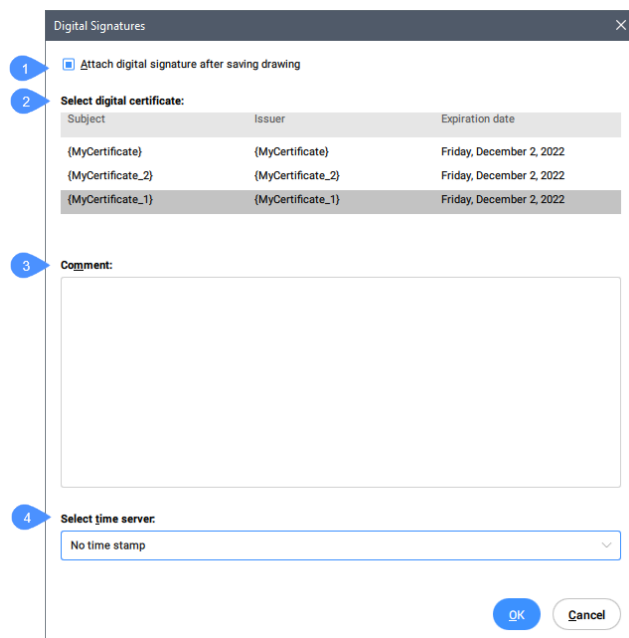 Digital Signatures
1 Attach digital signature after saving drawing
2 Select digital certificate:
Subject Issuer Expiration date
{MyCertificate} {MyCertificate} Friday, December 2, 2022
{MyCertificate_2} {MyCertificate_2} Friday, December 2, 2022
{MyCertificate_1} {MyCertificate_1} Friday, December 2, 2022
3 Comment:
4 Select time server:
No time stamp
OK Cancel